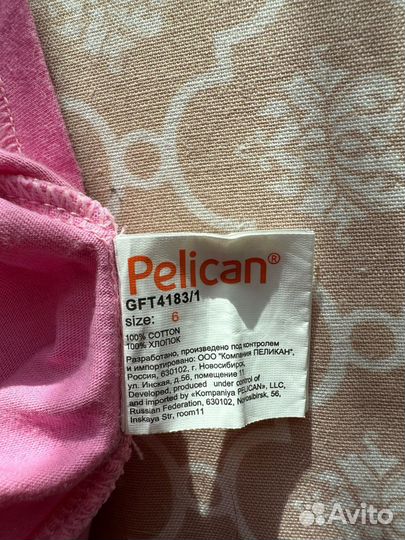 Pelican®
GFT4183/1
size: 6
100% COTTON
100% ХЛОПОК
Разработано, произведено под контролем
и импортировано: ООО "Компания ПЕЛИКАН",
Россия, 630102, г. Новосибирск,
ул. Инская, д.56, помещение 11
Developed, produced under control of
and imported by «Kompaniya PELICAN», LLC,
Russian Federation, 630102, Novosibirsk, 56,
Inskaya Str, room11
Avito